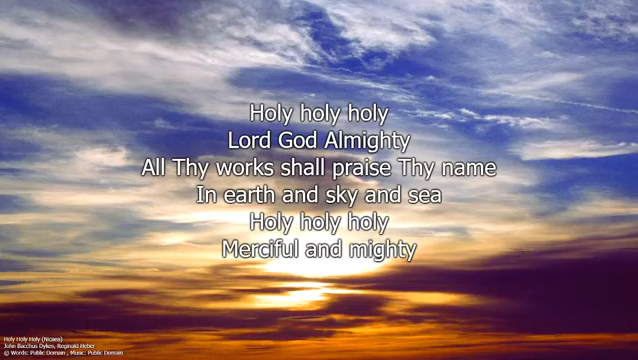 Holy holy holy
Lord God Almighty
All Thy works shall praise Thy name
In earth and sky and sea
Holy holy holy
Merciful and mighty
Holy Holy Holy (Nicaea)
John Bacchus Dykes, Reginald Heber
© Words: Public Domain , Music: Public Domain